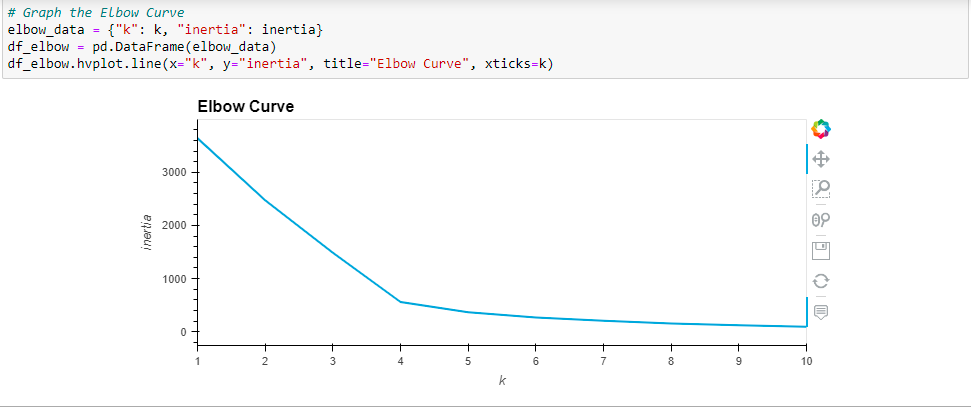 # Graph the Elbow Curve
elbow_data = {"k": k, "inertia": inertia}
df_elbow = pd.DataFrame(elbow_data)
df_elbow.hvplot.line(x="k", y="inertia", title="Elbow Curve", xticks=k)
Elbow Curve
3000
2000
1000
0
inertia
1 2 3 4 5 6 7 8 9 10
k